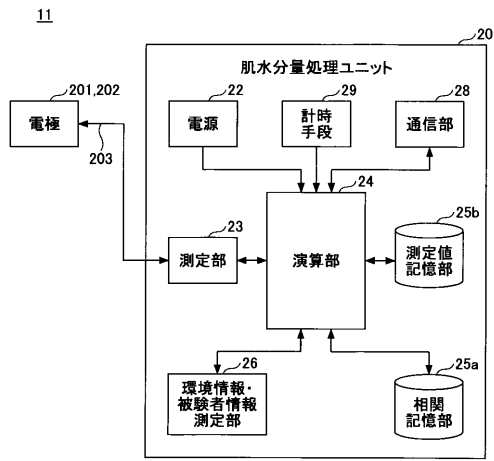 11
20
肌水分量処理ユニット
201,202
電極
203
22
電源
29
計時
手段
28
通信部
24
演算部
23
測定部
25b
測定値
記憶部
26
環境情報・
被験者情報
測定部
25a
相関
記憶部